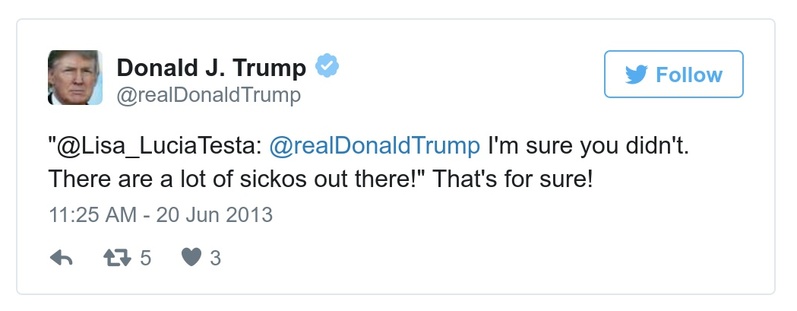 Donald J. Trump
@realDonaldTrump
Follow
"@Lisa_LuciaTesta: @realDonaldTrump I'm sure you didn't.
There are a lot of sickos out there!" That's for sure!
11:25 AM - 20 Jun 2013
5 3